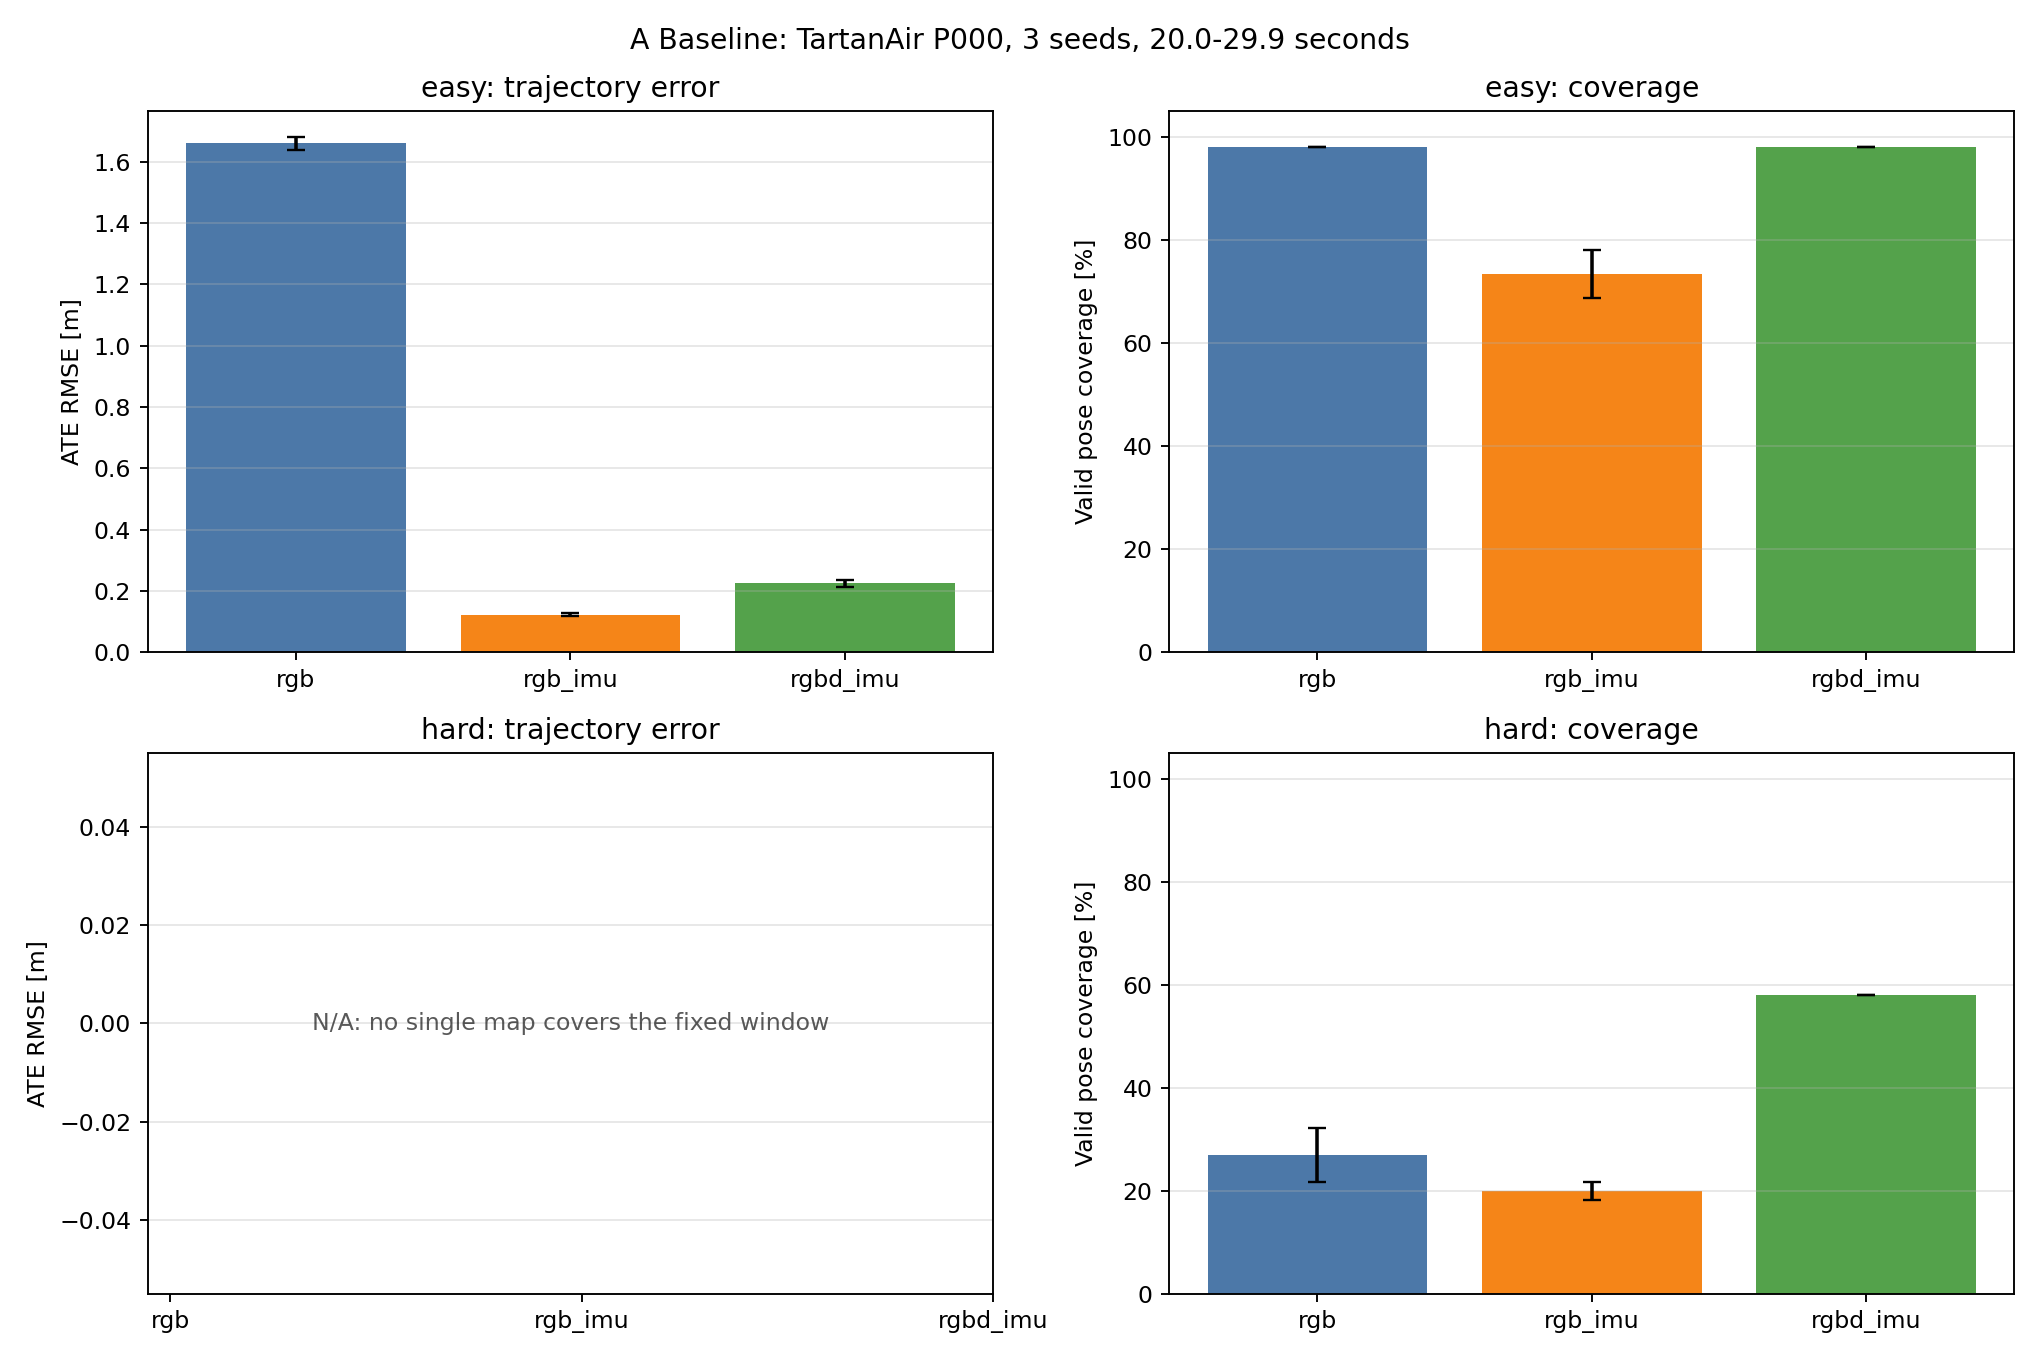 A Baseline: TartanAir P000, 3 seeds, 20.0-29.9 seconds
easy: trajectory error
ATE RMSE [m]
1.6
1.4
1.2
1.0
0.8
0.6
0.4
0.2
0.0
rgb rgb_imu rgbd_imu
easy: coverage
Valid pose coverage [%]
100
80
60
40
20
0
rgb rgb_imu rgbd_imu
hard: trajectory error
ATE RMSE [m]
0.04
0.02
0.00
−0.02
−0.04
N/A: no single map covers the fixed window
rgb rgb_imu rgbd_imu
hard: coverage
Valid pose coverage [%]
100
80
60
40
20
0
rgb rgb_imu rgbd_imu